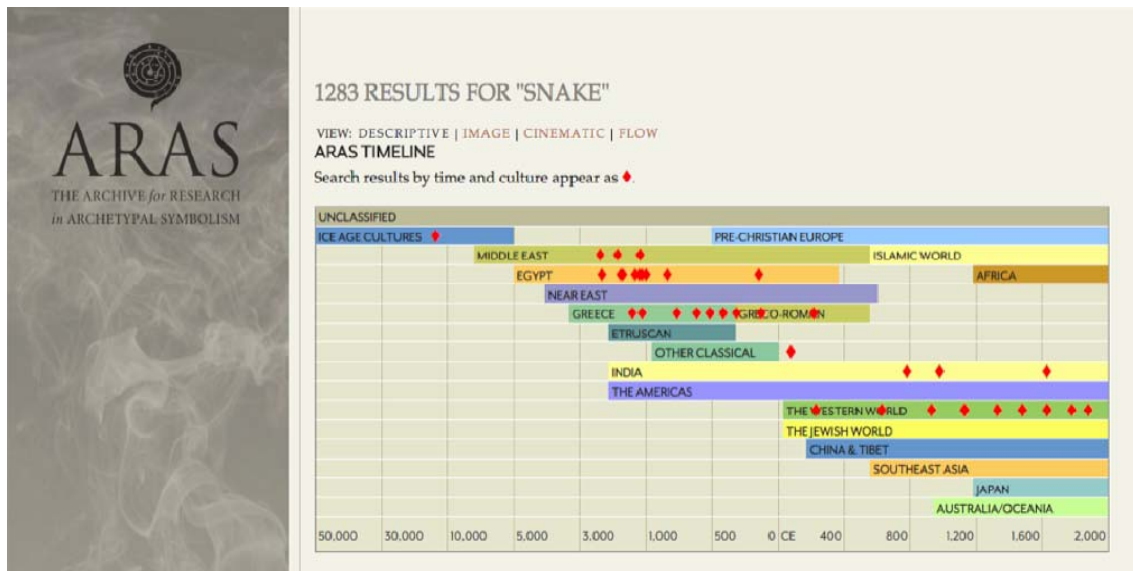 ARAS
THE ARCHIVE for RESEARCH
in ARCHETYPAL SYMBOLISM
1283 RESULTS FOR "SNAKE"
VIEW: DESCRIPTIVE | IMAGE | CINEMATIC | FLOW
ARAS TIMELINE
Search results by time and culture appear as ♦.
UNCLASSIFIED
ICE AGE CULTURES PRE-CHRISTIAN EUROPE
MIDDLE EAST ISLAMIC WORLD
EGYPT AFRICA
NEAR EAST
GREECE GRECO-ROMAN
ETRUSCAN
OTHER CLASSICAL
INDIA
THE AMERICAS
THE WESTERN WORLD
THE JEWISH WORLD
CHINA & TIBET
SOUTHEAST ASIA
JAPAN
AUSTRALIA/OCEANIA
50.000 30.000 10.000 5.000 3.000 1.000 500 0 CE 400 800 1.200 1.600 2.000